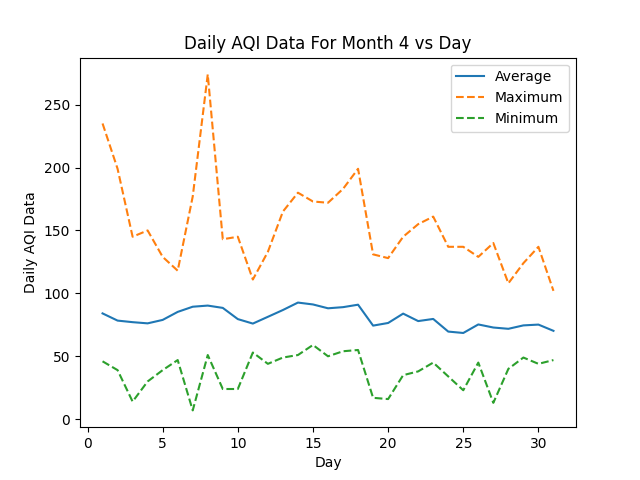 Daily AQI Data For Month 4 vs Day
Average
Maximum
Minimum
250
200
150
100
50
0
Daily AQI Data
0 5 10 15 20 25 30
Day